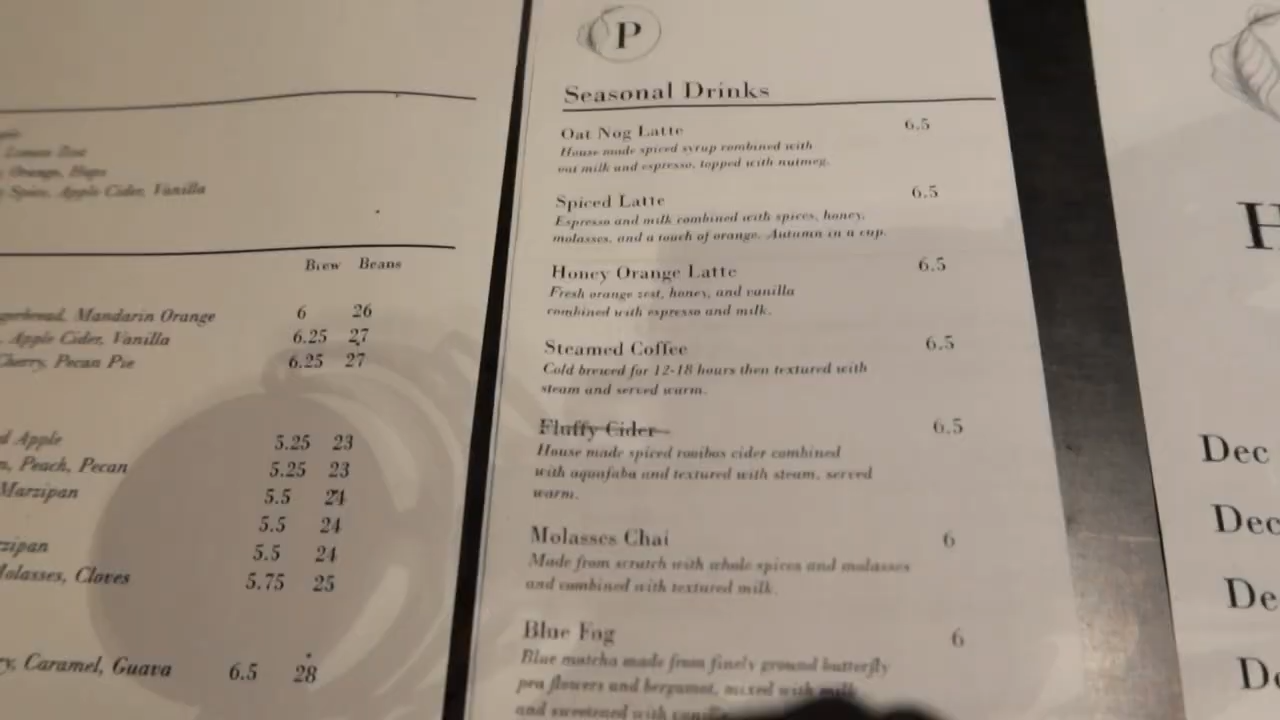 Lemon Zest
Orange, Hops
Spice, Apple Cider, Vanilla
Brew Beans
Mandarin Orange 6 26
Apple Cider, Vanilla 6.25 27
Cherry, Pecan Pie 6.25 27
Apple 5.25 23
Peach, Pecan 5.25 23
Marzipan 5.5 24
5.5 24
5.5 24
Molasses, Cloves 5.75 25
Caramel, Guava 6.5 28
P
Seasonal Drinks
Oat Nog Latte 6.5
House made spiced syrup combined with
oat milk and espresso, topped with nutmeg.
Spiced Latte 6.5
Espresso and milk combined with spices, honey,
molasses, and a touch of orange. Autumn in a cup.
Honey Orange Latte 6.5
Fresh orange zest, honey, and vanilla
combined with espresso and milk.
Steamed Coffee 6.5
Cold brewed for 12-18 hours then textured with
steam and served warm.
Fluffy Cider 6.5
House made spiced rooibos cider combined
with aquafaba and textured with steam, served
warm.
Molasses Chai 6
Made from scratch with whole spices and molasses
and combined with textured milk.
Blue Fog 6
Blue matcha made from finely ground butterfly
pea flowers and bergamot, mixed with milk
and sweetened with
H
Dec
Dec
De
De